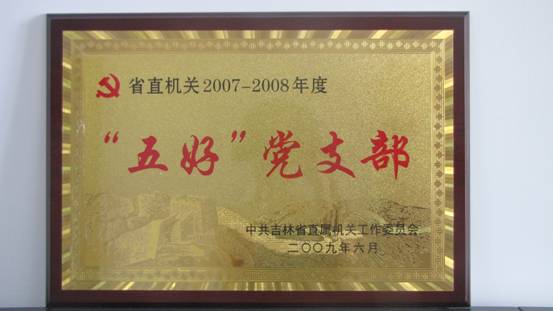 省直机关2007-2008年度
“五好”党支部
中共吉林省直属机关工作委员会
二〇〇九年六月